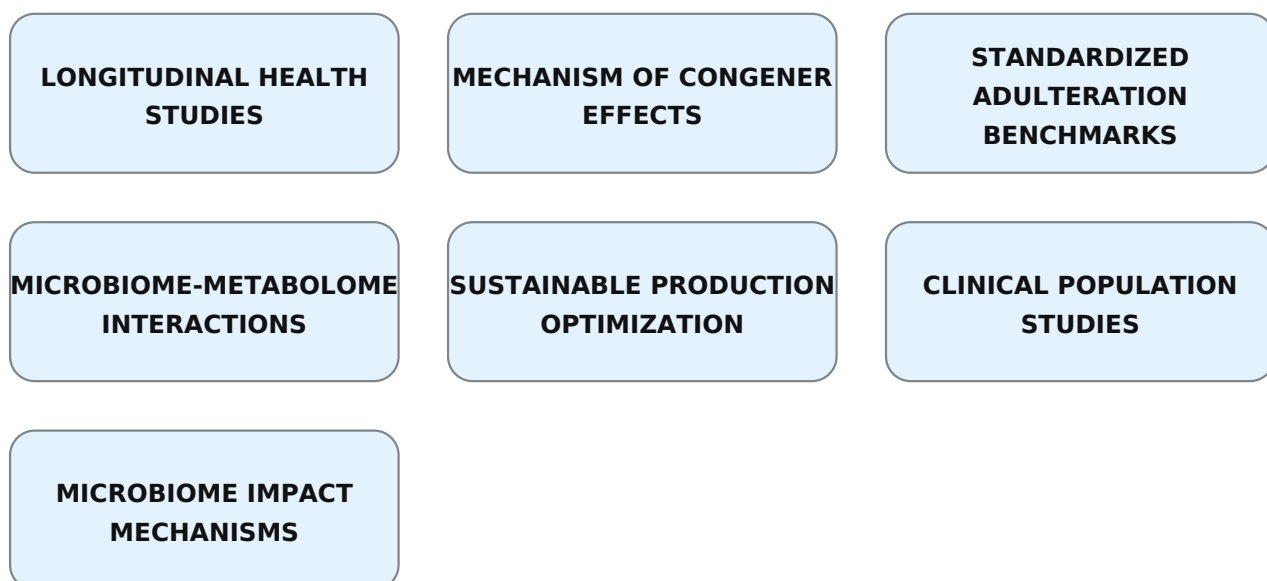 LONGITUDINAL HEALTH
STUDIES
MECHANISM OF CONGENER
EFFECTS
STANDARDIZED
ADULTERATION
BENCHMARKS
MICROBIOME-METABOLOME
INTERACTIONS
SUSTAINABLE PRODUCTION
OPTIMIZATION
CLINICAL POPULATION
STUDIES
MICROBIOME IMPACT
MECHANISMS